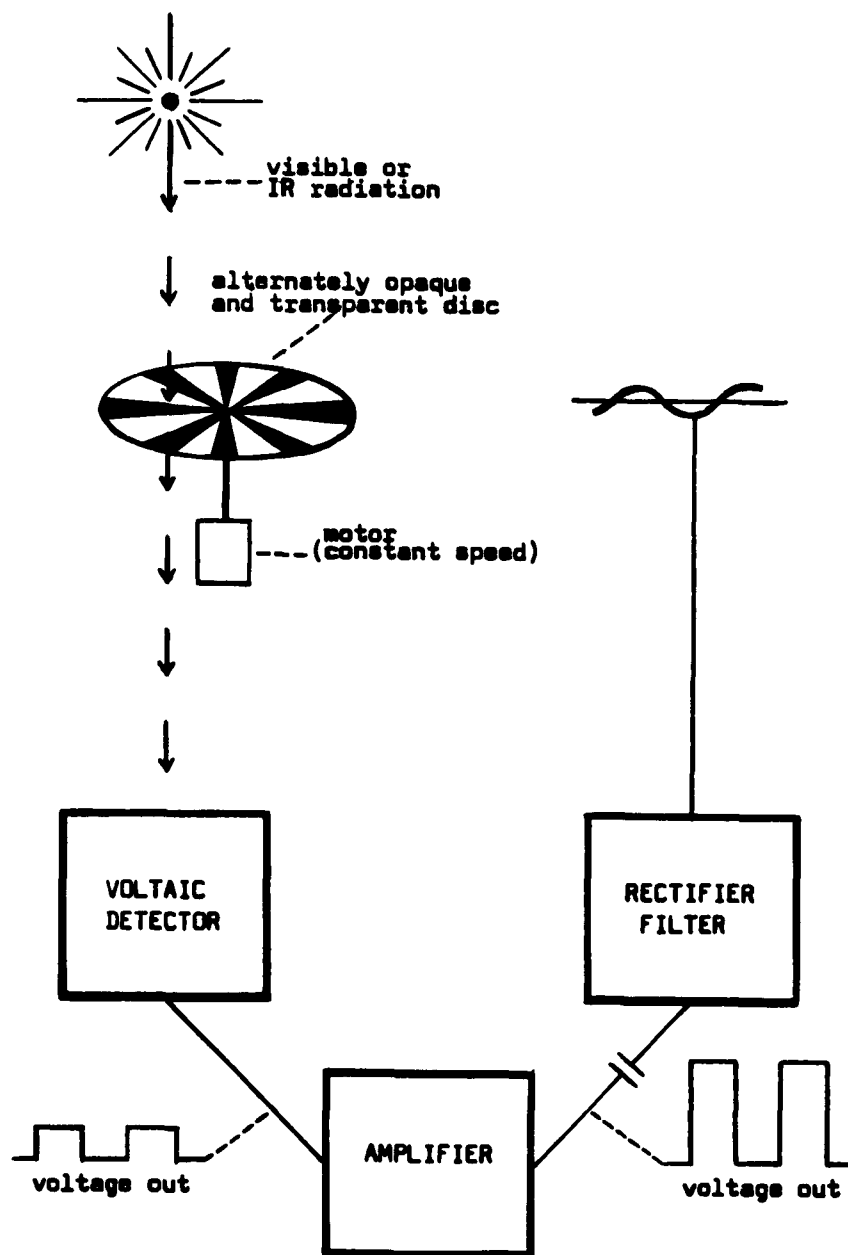 visible or
IR radiation
alternately opaque
and transparent disc
motor
(constant speed)
VOLTAIC
DETECTOR
RECTIFIER
FILTER
AMPLIFIER
voltage out
voltage out